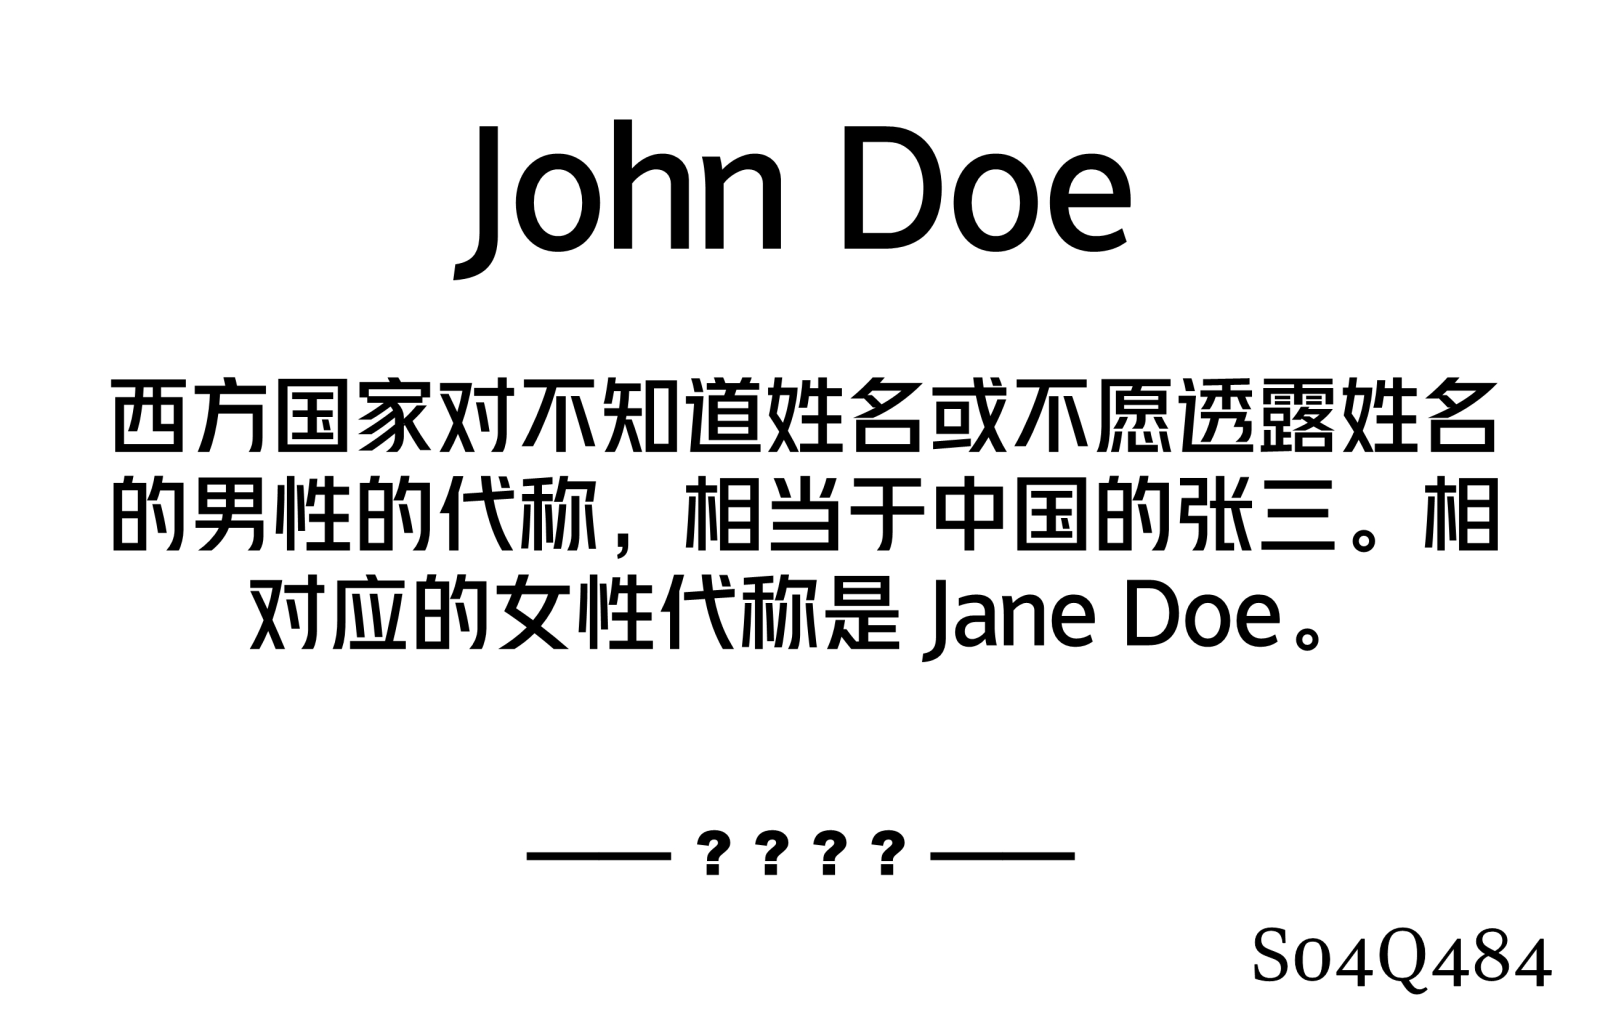 John Doe
西方国家对不知道姓名或不愿透露姓名
的男性的代称，相当于中国的张三。相
对应的女性代称是 Jane Doe。
—— ? ? ? ? ——
S04Q484